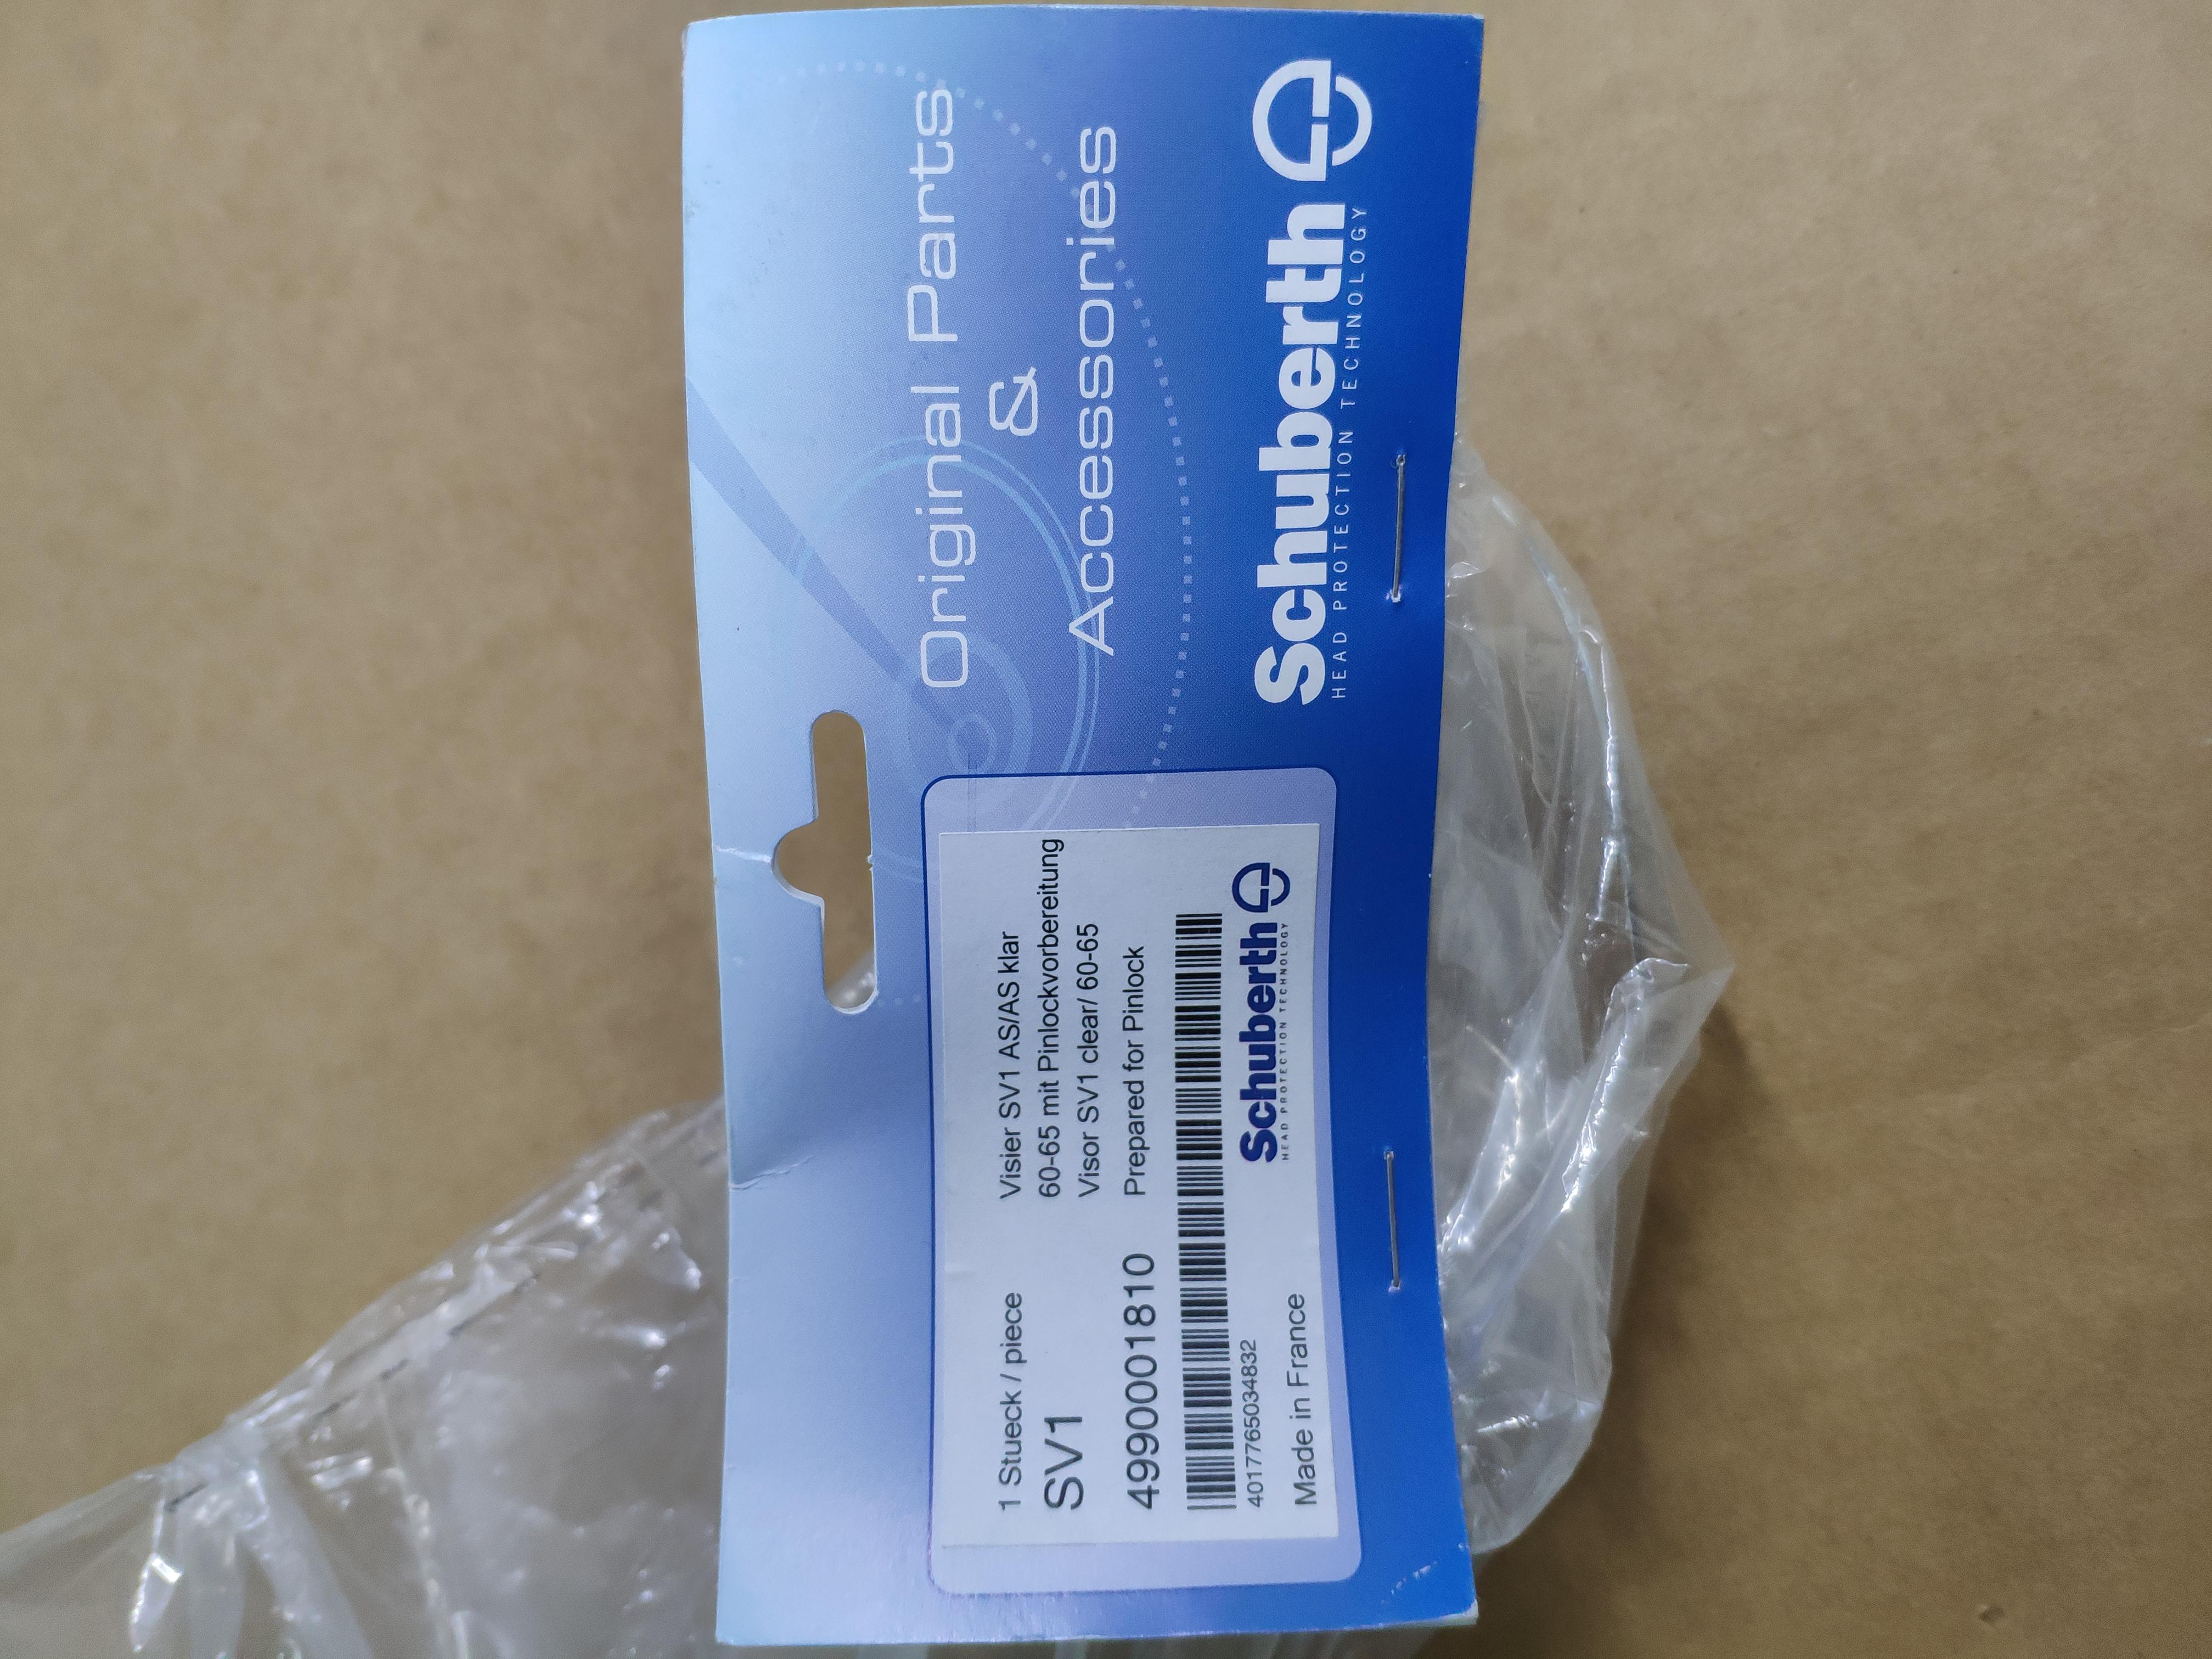 Original Parts
&
Accessories
Schuberth
HEAD PROTECTION TECHNOLOGY
1 Stueck / piece
SV1
4990001810
Visier SV1 AS/AS klar
60-65 mit Pinlockvorbereitung
Visor SV1 clear/ 60-65
Prepared for Pinlock
4017765034832
Made in France
Schuberth
HEAD PROTECTION TECHNOLOGY